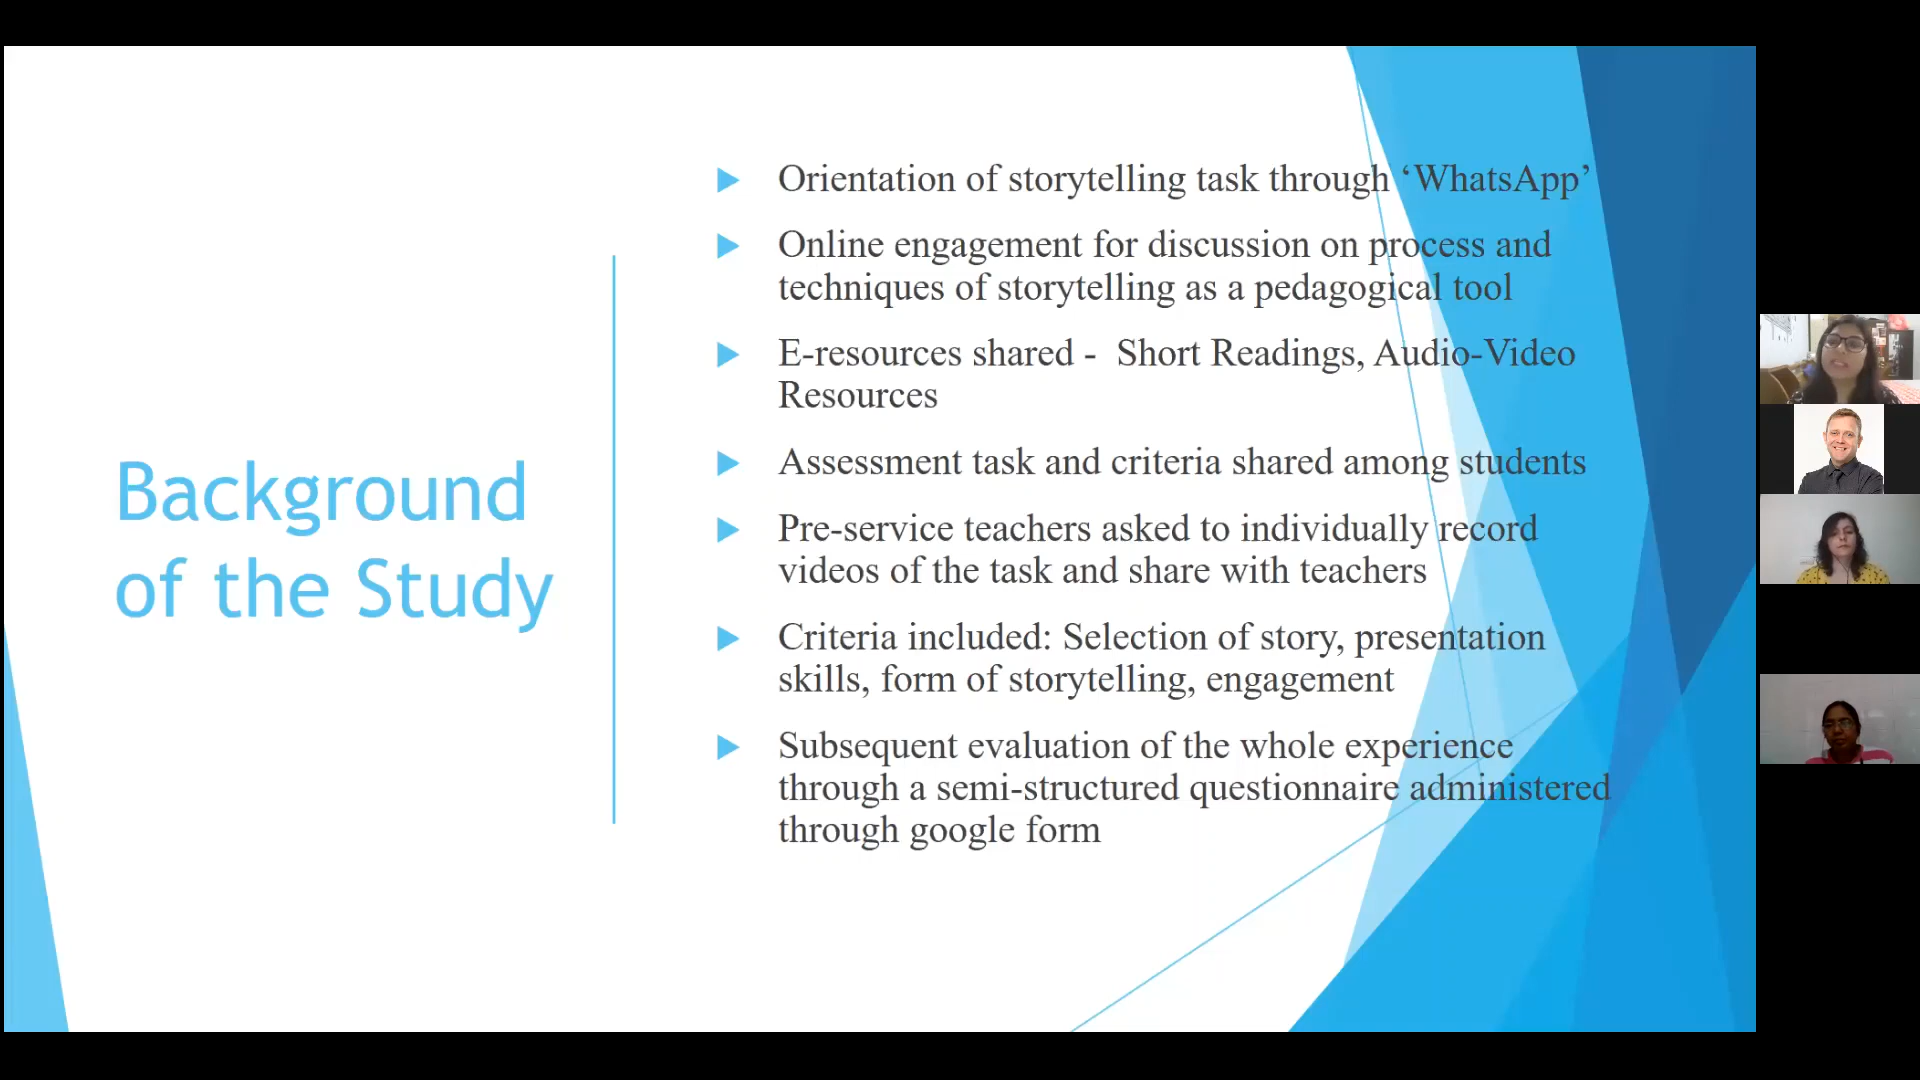 Background
of the Study
Orientation of storytelling task through ‘WhatsApp’
Online engagement for discussion on process and
techniques of storytelling as a pedagogical tool
E-resources shared -  Short Readings, Audio-Video
Resources
Assessment task and criteria shared among students
Pre-service teachers asked to individually record
videos of the task and share with teachers
Criteria included: Selection of story, presentation
skills, form of storytelling, engagement
Subsequent evaluation of the whole experience
through a semi-structured questionnaire administered
through google form